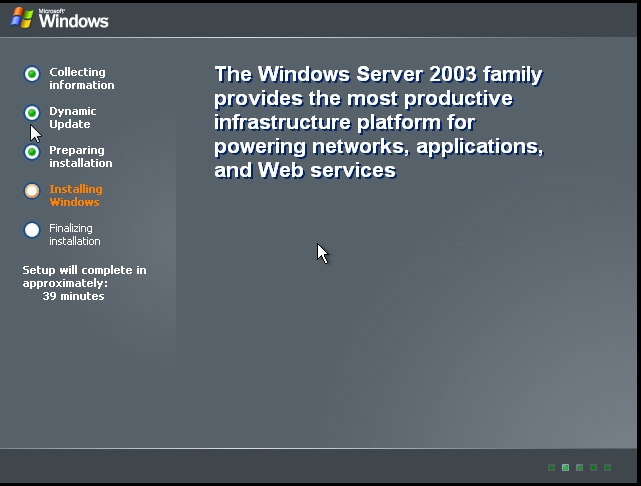 Microsoft
Windows
Collecting
information
Dynamic
Update
Preparing
installation
Installing
Windows
Finalizing
installation
Setup will complete in
approximately:
39 minutes
The Windows Server 2003 family
provides the most productive
infrastructure platform for
powering networks, applications,
and Web services